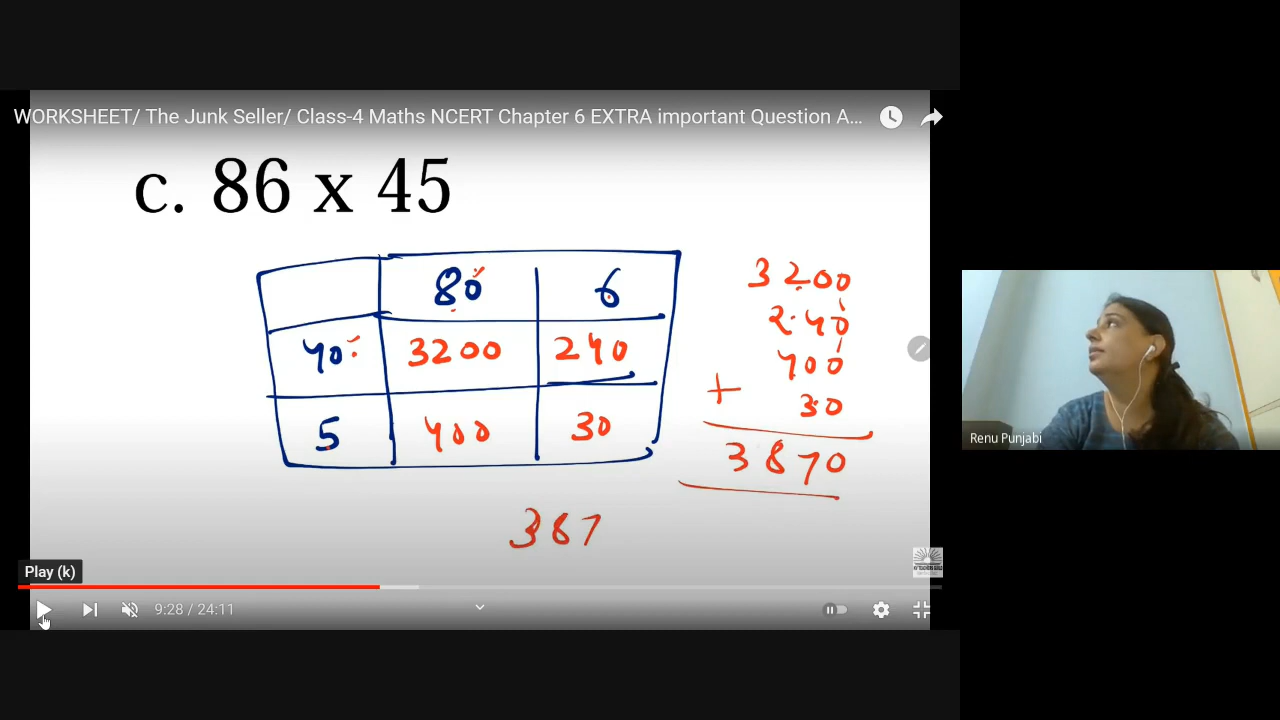 WORKSHEET/ The Junk Seller/ Class-4 Maths NCERT Chapter 6 EXTRA important Question A...
c. 86 x 45
80 6
40 3200 240
5 400 30
3200
240
400
+ 30
3870
387
Renu Punjabi
Play (k)
9:28 / 24:11